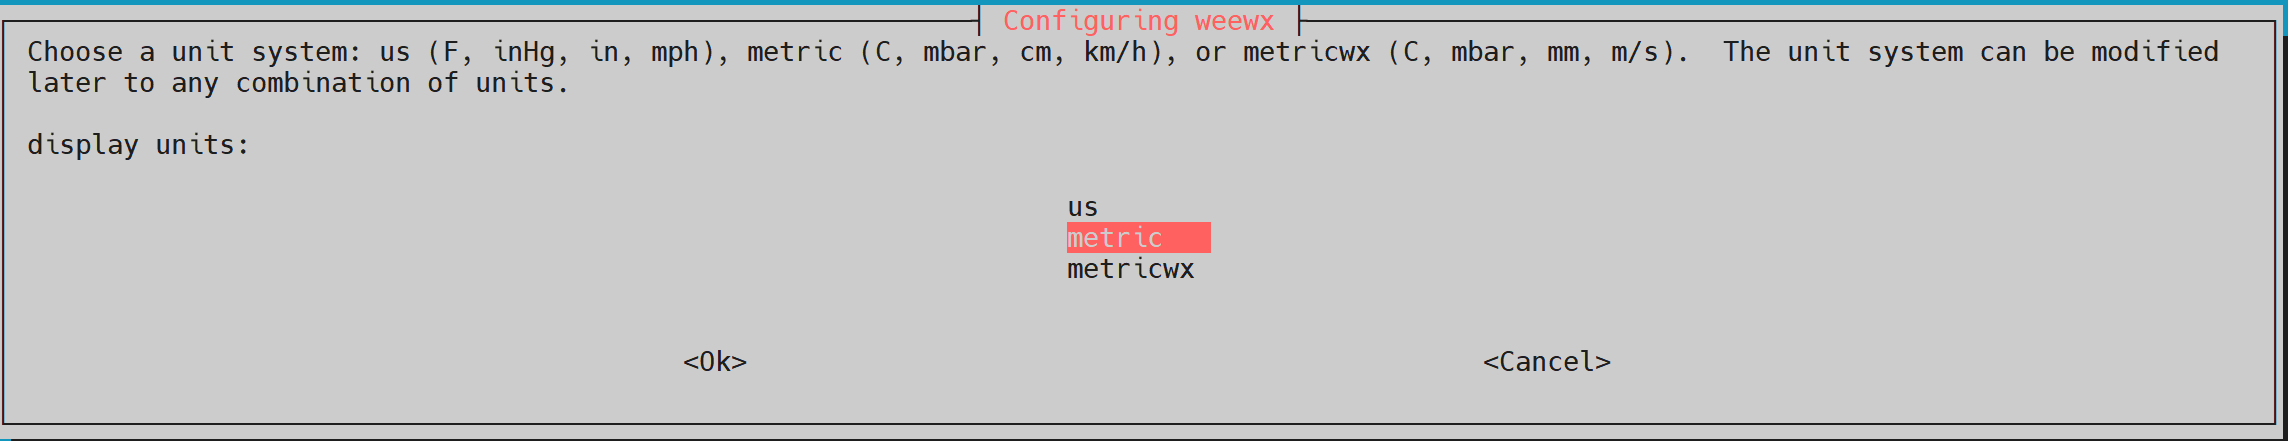 Configuring weewx
Choose a unit system: us (F, inHg, in, mph), metric (C, mbar, cm, km/h), or metricwx (C, mbar, mm, m/s).  The unit system can be modified
later to any combination of units.
display units:
us
metric
metricwx
<Ok>
<Cancel>